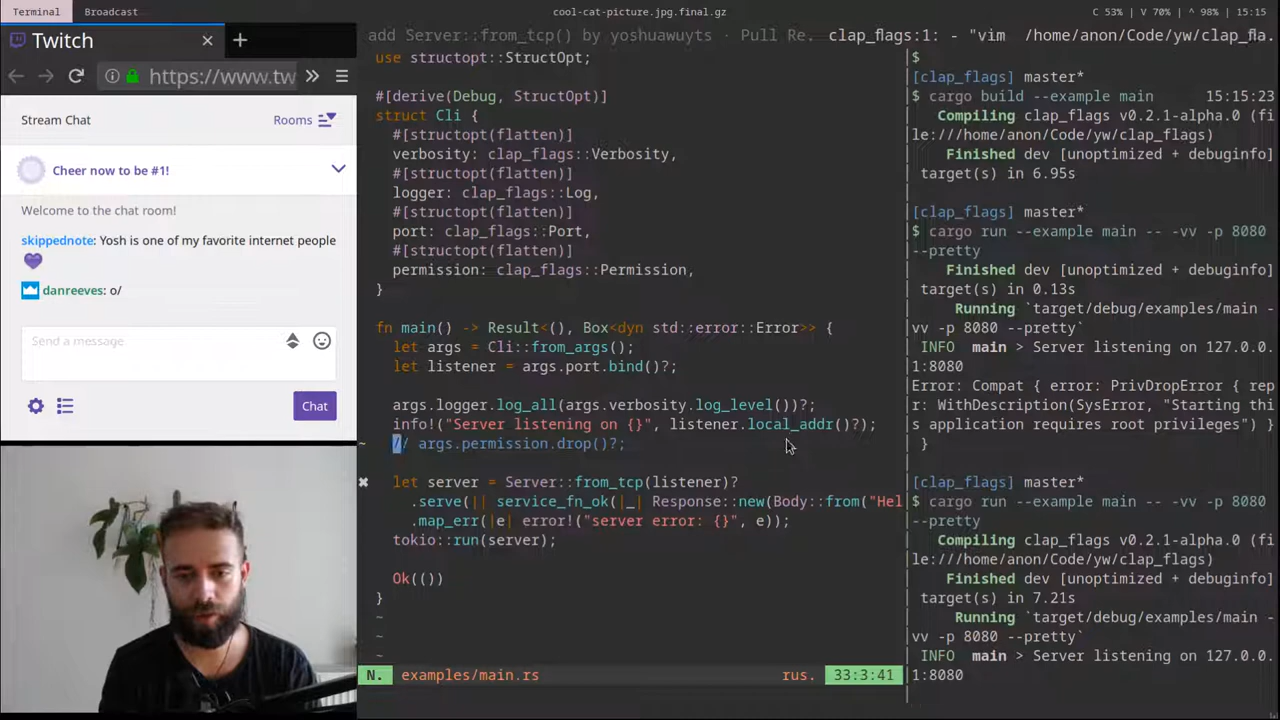 Terminal
Broadcast
cool-cat-picture.jpg.final.gz
C 53% | V 70% | ^ 98% | 15:15
Twitch
https://www.tw
Stream Chat
Rooms
Cheer now to be #1!
Welcome to the chat room!
skippednote: Yosh is one of my favorite internet people
danreeves: o/
Send a message
Chat
add Server::from_tcp() by yoshuawuyts · Pull Re.
clap_flags:1: - "vim /home/anon/Code/yw/clap_fla.
use structopt::StructOpt;
#[derive(Debug, StructOpt)]
struct Cli {
#[structopt(flatten)]
verbosity: clap_flags::Verbosity,
#[structopt(flatten)]
logger: clap_flags::Log,
#[structopt(flatten)]
port: clap_flags::Port,
#[structopt(flatten)]
permission: clap_flags::Permission,
}
fn main() -> Result<(), Box<dyn std::error::Error>> {
let args = Cli::from_args();
let listener = args.port.bind()?;
args.logger.log_all(args.verbosity.log_level())?;
info!("Server listening on {}", listener.local_addr()?);
~ // args.permission.drop()?;
let server = Server::from_tcp(listener)?
.serve(|| service_fn_ok(|_| Response::new(Body::from("Hel
.map_err(|e| error!("server error: {}", e));
tokio::run(server);
Ok(())
}
~
~
~
N. examples/main.rs rus. 33:3:41
$
[clap_flags] master*
$ cargo build --example main 15:15:23
Compiling clap_flags v0.2.1-alpha.0 (fi
le:///home/anon/Code/yw/clap_flags)
Finished dev [unoptimized + debuginfo]
target(s) in 6.95s
[clap_flags] master*
$ cargo run --example main -- -vv -p 8080
--pretty
Finished dev [unoptimized + debuginfo]
target(s) in 0.13s
Running `target/debug/examples/main -
vv -p 8080 --pretty`
INFO main > Server listening on 127.0.0.
1:8080
Error: Compat { error: PrivDropError { rep
r: WithDescription(SysError, "Starting thi
s application requires root privileges") }
}
[clap_flags] master*
$ cargo run --example main -- -vv -p 8080
--pretty
Compiling clap_flags v0.2.1-alpha.0 (fi
le:///home/anon/Code/yw/clap_flags)
Finished dev [unoptimized + debuginfo]
target(s) in 7.21s
Running `target/debug/examples/main -
vv -p 8080 --pretty`
INFO main > Server listening on 127.0.0.
1:8080